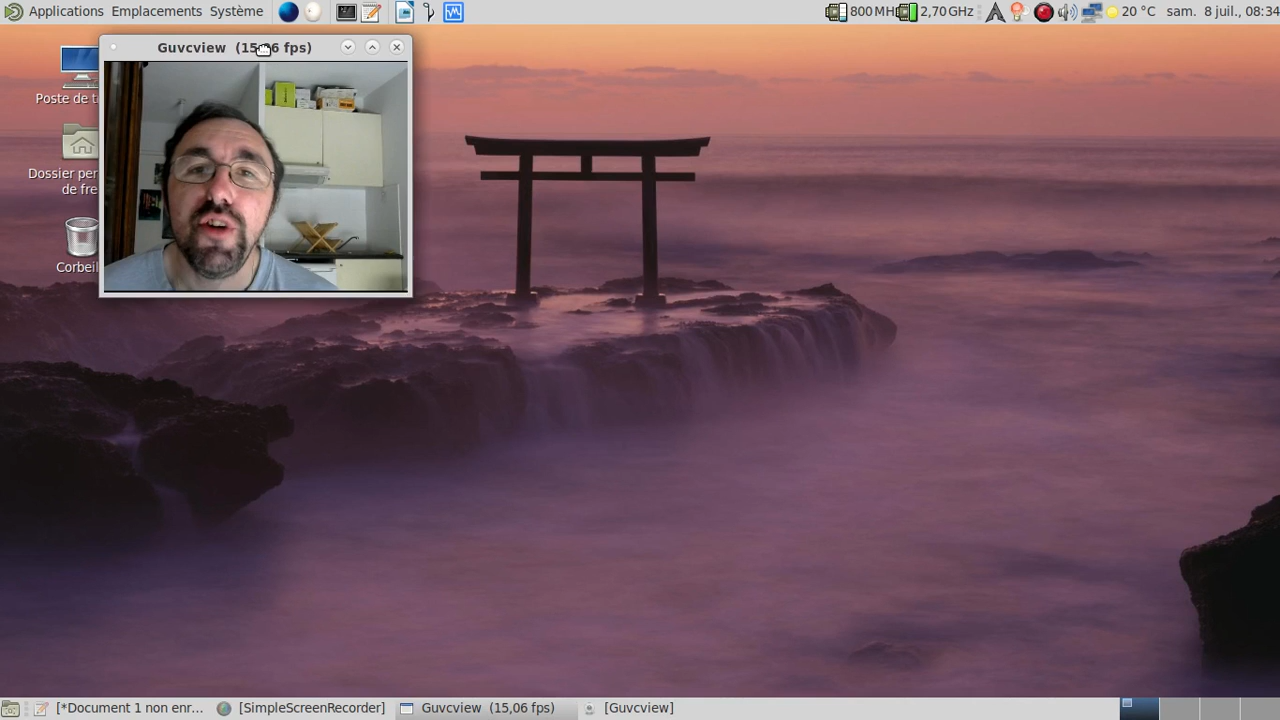 Applications Emplacements Système 800 MH 2,70 GHz 20 °C sam. 8 juil., 08:34
Guvcview (15, 6 fps)
Poste de t
Dossier per
de fre
Corbeil
[*Document 1 non enr... [SimpleScreenRecorder] Guvcview (15,06 fps) [Guvcview]